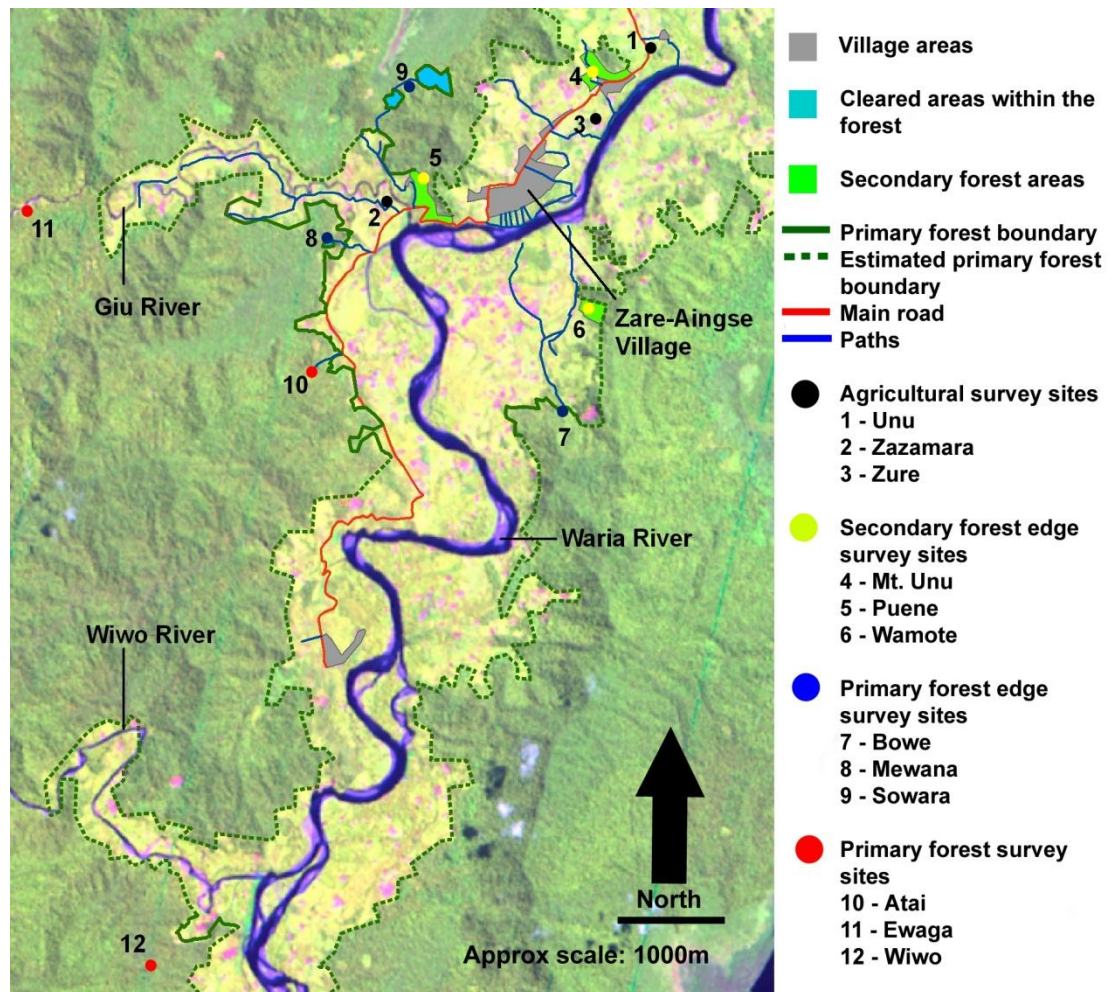 1
9
4
3
5
2
11
8
Giu River
Zare-Aingse
Village
6
10
7
Waria River
Wiwo River
North
12
Approx scale: 1000m
Village areas
Cleared areas within the
forest
Secondary forest areas
Primary forest boundary
Estimated primary forest
boundary
Main road
Paths
Agricultural survey sites
1 - Unu
2 - Zazamara
3 - Zure
Secondary forest edge
survey sites
4 - Mt. Unu
5 - Puene
6 - Wamote
Primary forest edge
survey sites
7 - Bowe
8 - Mewana
9 - Sowara
Primary forest survey
sites
10 - Atai
11 - Ewaga
12 - Wiwo